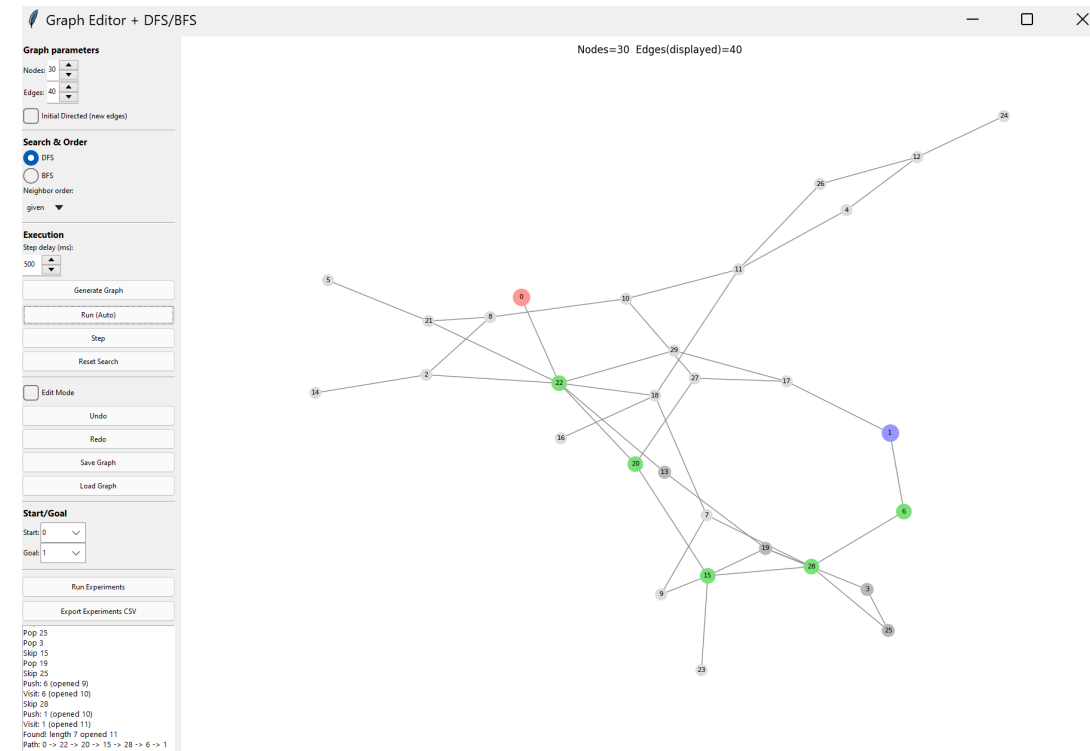 Graph Editor + DFS/BFS
Graph parameters
Nodes: 30
Edges: 40
Initial Directed (new edges)
Search & Order
DFS
BFS
Neighbor order:
given
Execution
Step delay (ms):
500
Generate Graph
Run (Auto)
Step
Reset Search
Edit Mode
Undo
Redo
Save Graph
Load Graph
Start/Goal
Start: 0
Goal: 1
Run Experiments
Export Experiments CSV
Pop 25
Pop 3
Skip 15
Pop 19
Skip 25
Push: 6 (opened 9)
Visit: 6 (opened 10)
Skip 28
Push: 1 (opened 10)
Visit: 1 (opened 11)
Found! length 7 opened 11
Path: 0 -> 22 -> 20 -> 15 -> 28 -> 6 -> 1
Nodes=30 Edges(displayed)=40
24
12
26
4
11
5
0
10
8
21
29
2
27
17
22
14
18
1
16
20
13
6
7
19
28
15
3
9
25
23